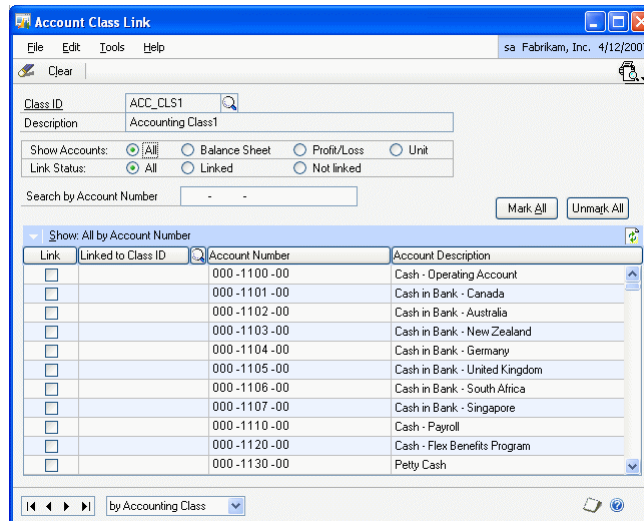 Account Class Link
File Edit Tools Help sa Fabrikam, Inc. 4/12/200
Clear
Class ID ACC_CLS1
Description Accounting Class1
Show Accounts: All Balance Sheet Profit/Loss Unit
Link Status: All Linked Not linked
Search by Account Number - -
Mark All Unmark All
Show: All by Account Number
Link Linked to Class ID Account Number Account Description
000 -1100 -00 Cash - Operating Account
000 -1101 -00 Cash in Bank - Canada
000 -1102 -00 Cash in Bank - Australia
000 -1103 -00 Cash in Bank - New Zealand
000 -1104 -00 Cash in Bank - Germany
000 -1105 -00 Cash in Bank - United Kingdom
000 -1106 -00 Cash in Bank - South Africa
000 -1107 -00 Cash in Bank - Singapore
000 -1110 -00 Cash - Payroll
000 -1120 -00 Cash - Flex Benefits Program
000 -1130 -00 Petty Cash
by Accounting Class